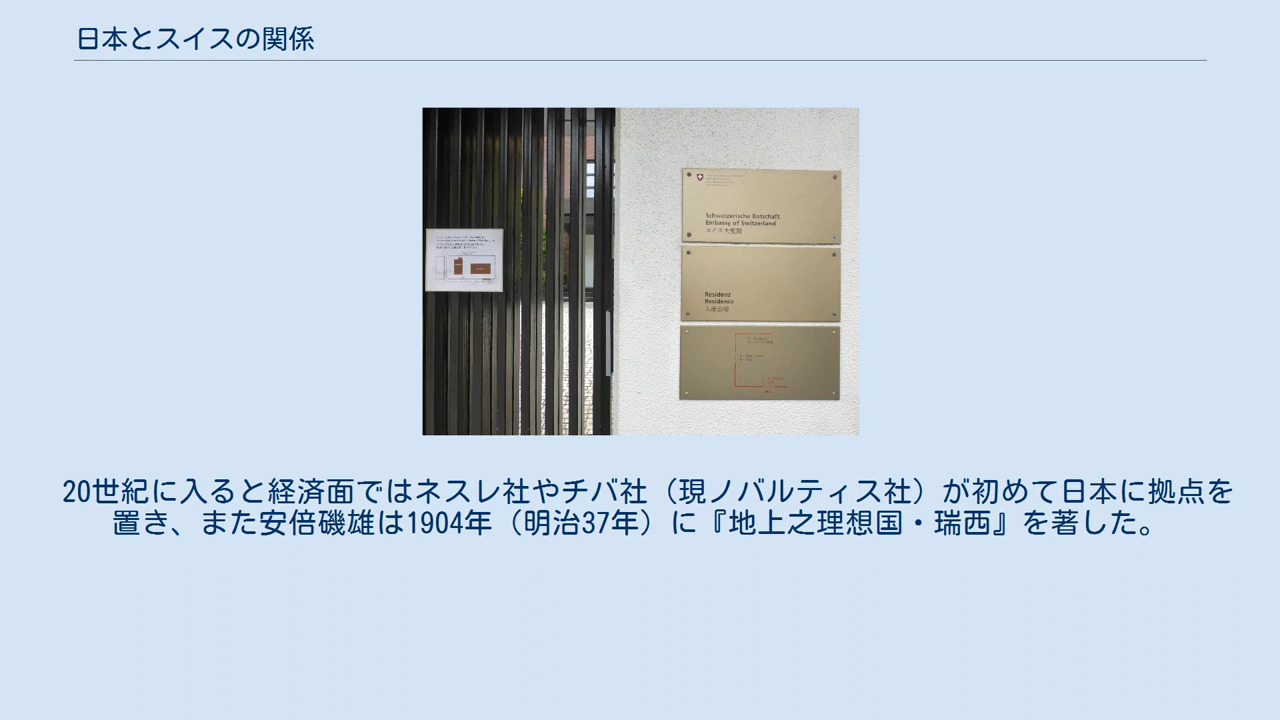 日本とスイスの関係
Schweizerische Botschaft
Embassy of Switzerland
スイス大使館
Residenz
Residence
大使公邸
20世紀に入ると経済面ではネスレ社やチバ社（現ノバルティス社）が初めて日本に拠点を
置き、また安倍磯雄は1904年（明治37年）に『地上之理想国・瑞西』を著した。